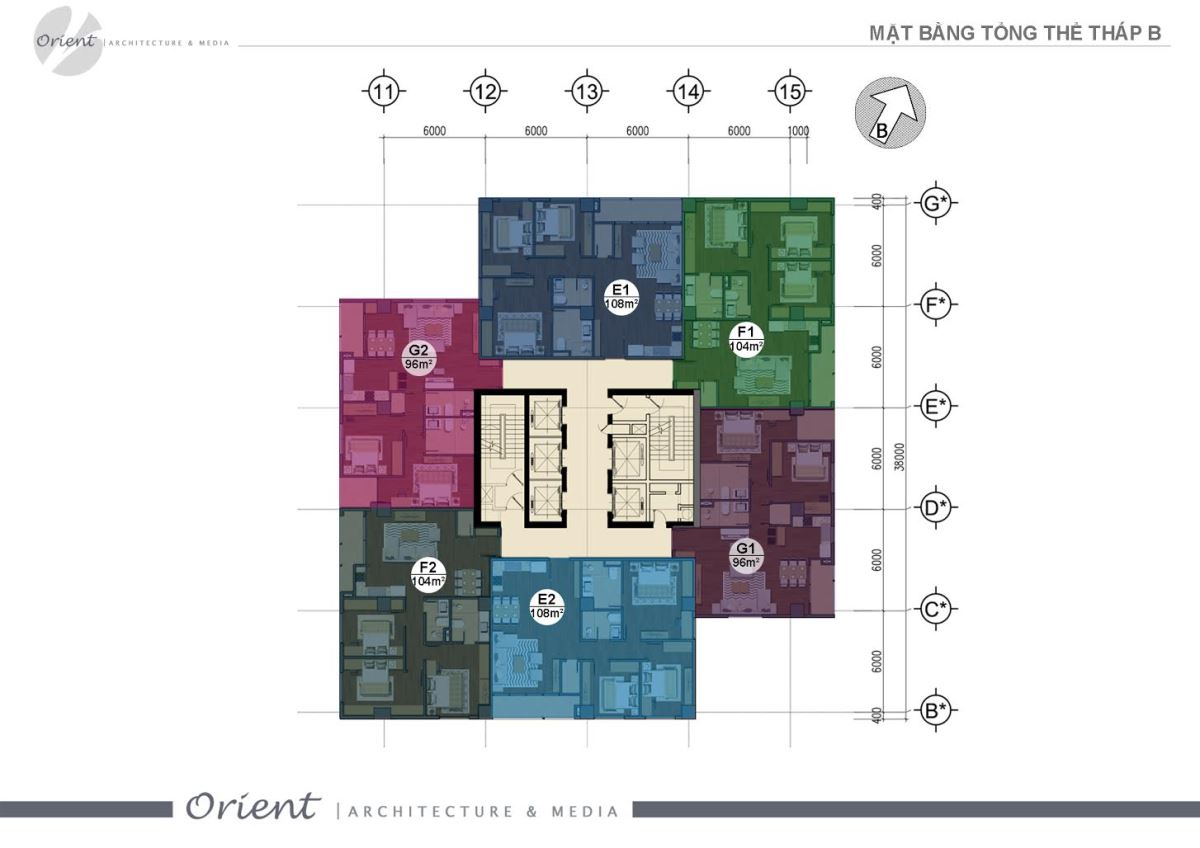 Orient | ARCHITECTURE & MEDIA
MẶT BẰNG TỔNG THỂ THÁP B
11 12 13 14 15
6000 6000 6000 6000 1000
B
400
G*
6000
F*
6000
E*
6000
38000
D*
6000
C*
6000
B*
400
E1
108m²
F1
104m²
G2
96m²
G1
96m²
F2
104m²
E2
108m²
Orient | ARCHITECTURE & MEDIA